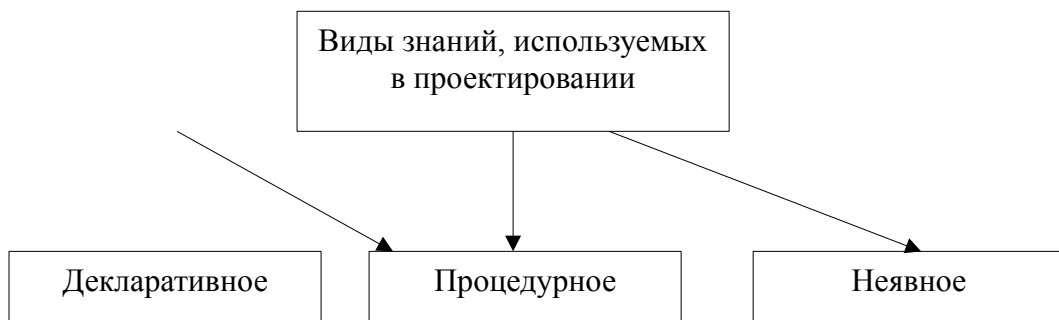 Виды знаний, используемых
в проектировании
Декларативное
Процедурное
Неявное